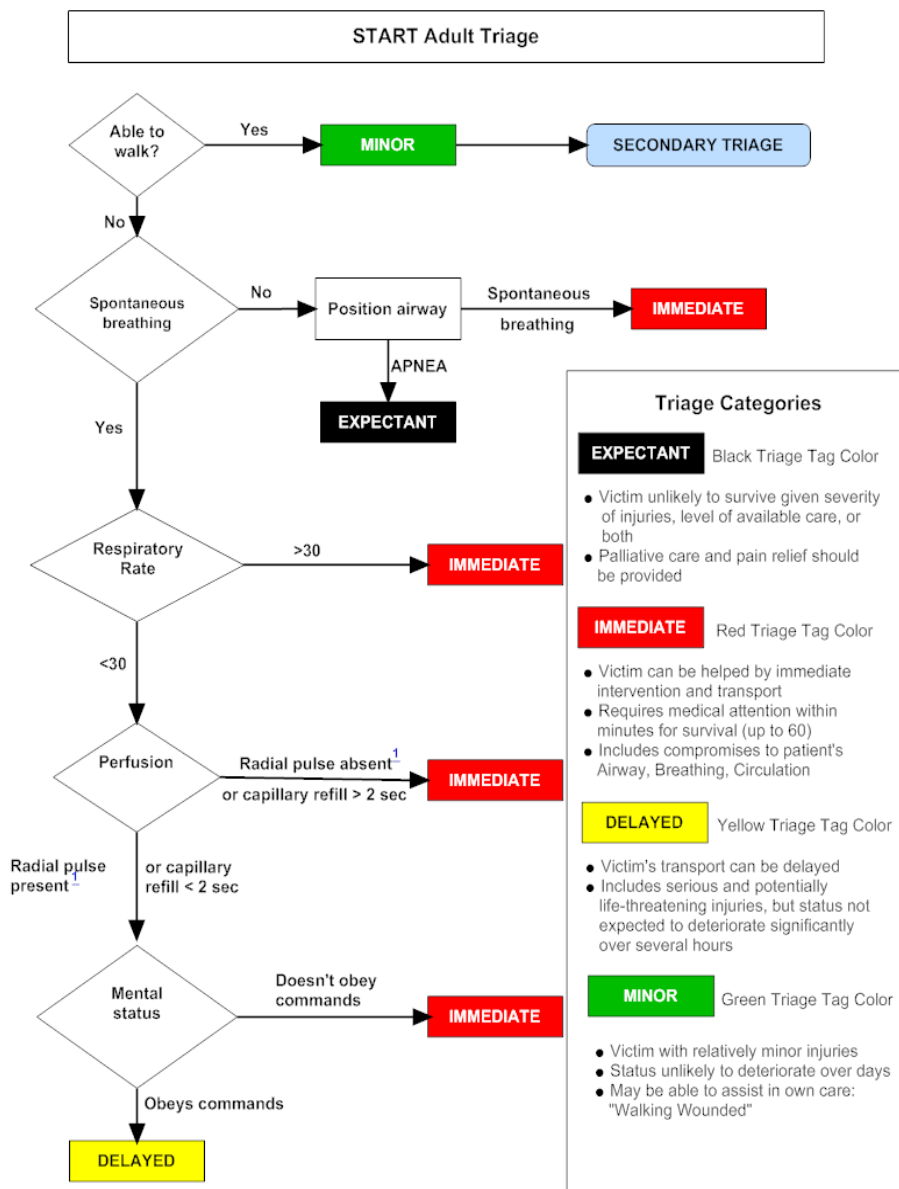 START Adult Triage
Able to
walk?
Yes
MINOR
SECONDARY TRIAGE
No
Spontaneous
breathing
No
Position airway
Spontaneous
breathing
IMMEDIATE
APNEA
EXPECTANT
Yes
Respiratory
Rate
>30
IMMEDIATE
<30
Perfusion
Radial pulse absent1
or capillary refill > 2 sec
IMMEDIATE
Radial pulse
present1
or capillary
refill < 2 sec
Mental
status
Doesn't obey
commands
IMMEDIATE
Obeys commands
DELAYED
Triage Categories
EXPECTANT Black Triage Tag Color
● Victim unlikely to survive given severity
of injuries, level of available care, or
both
● Palliative care and pain relief should
be provided
IMMEDIATE Red Triage Tag Color
● Victim can be helped by immediate
intervention and transport
● Requires medical attention within
minutes for survival (up to 60)
● Includes compromises to patient's
Airway, Breathing, Circulation
DELAYED Yellow Triage Tag Color
● Victim's transport can be delayed
● Includes serious and potentially
life-threatening injuries, but status not
expected to deteriorate significantly
over several hours
MINOR Green Triage Tag Color
● Victim with relatively minor injuries
● Status unlikely to deteriorate over days
● May be able to assist in own care:
"Walking Wounded"